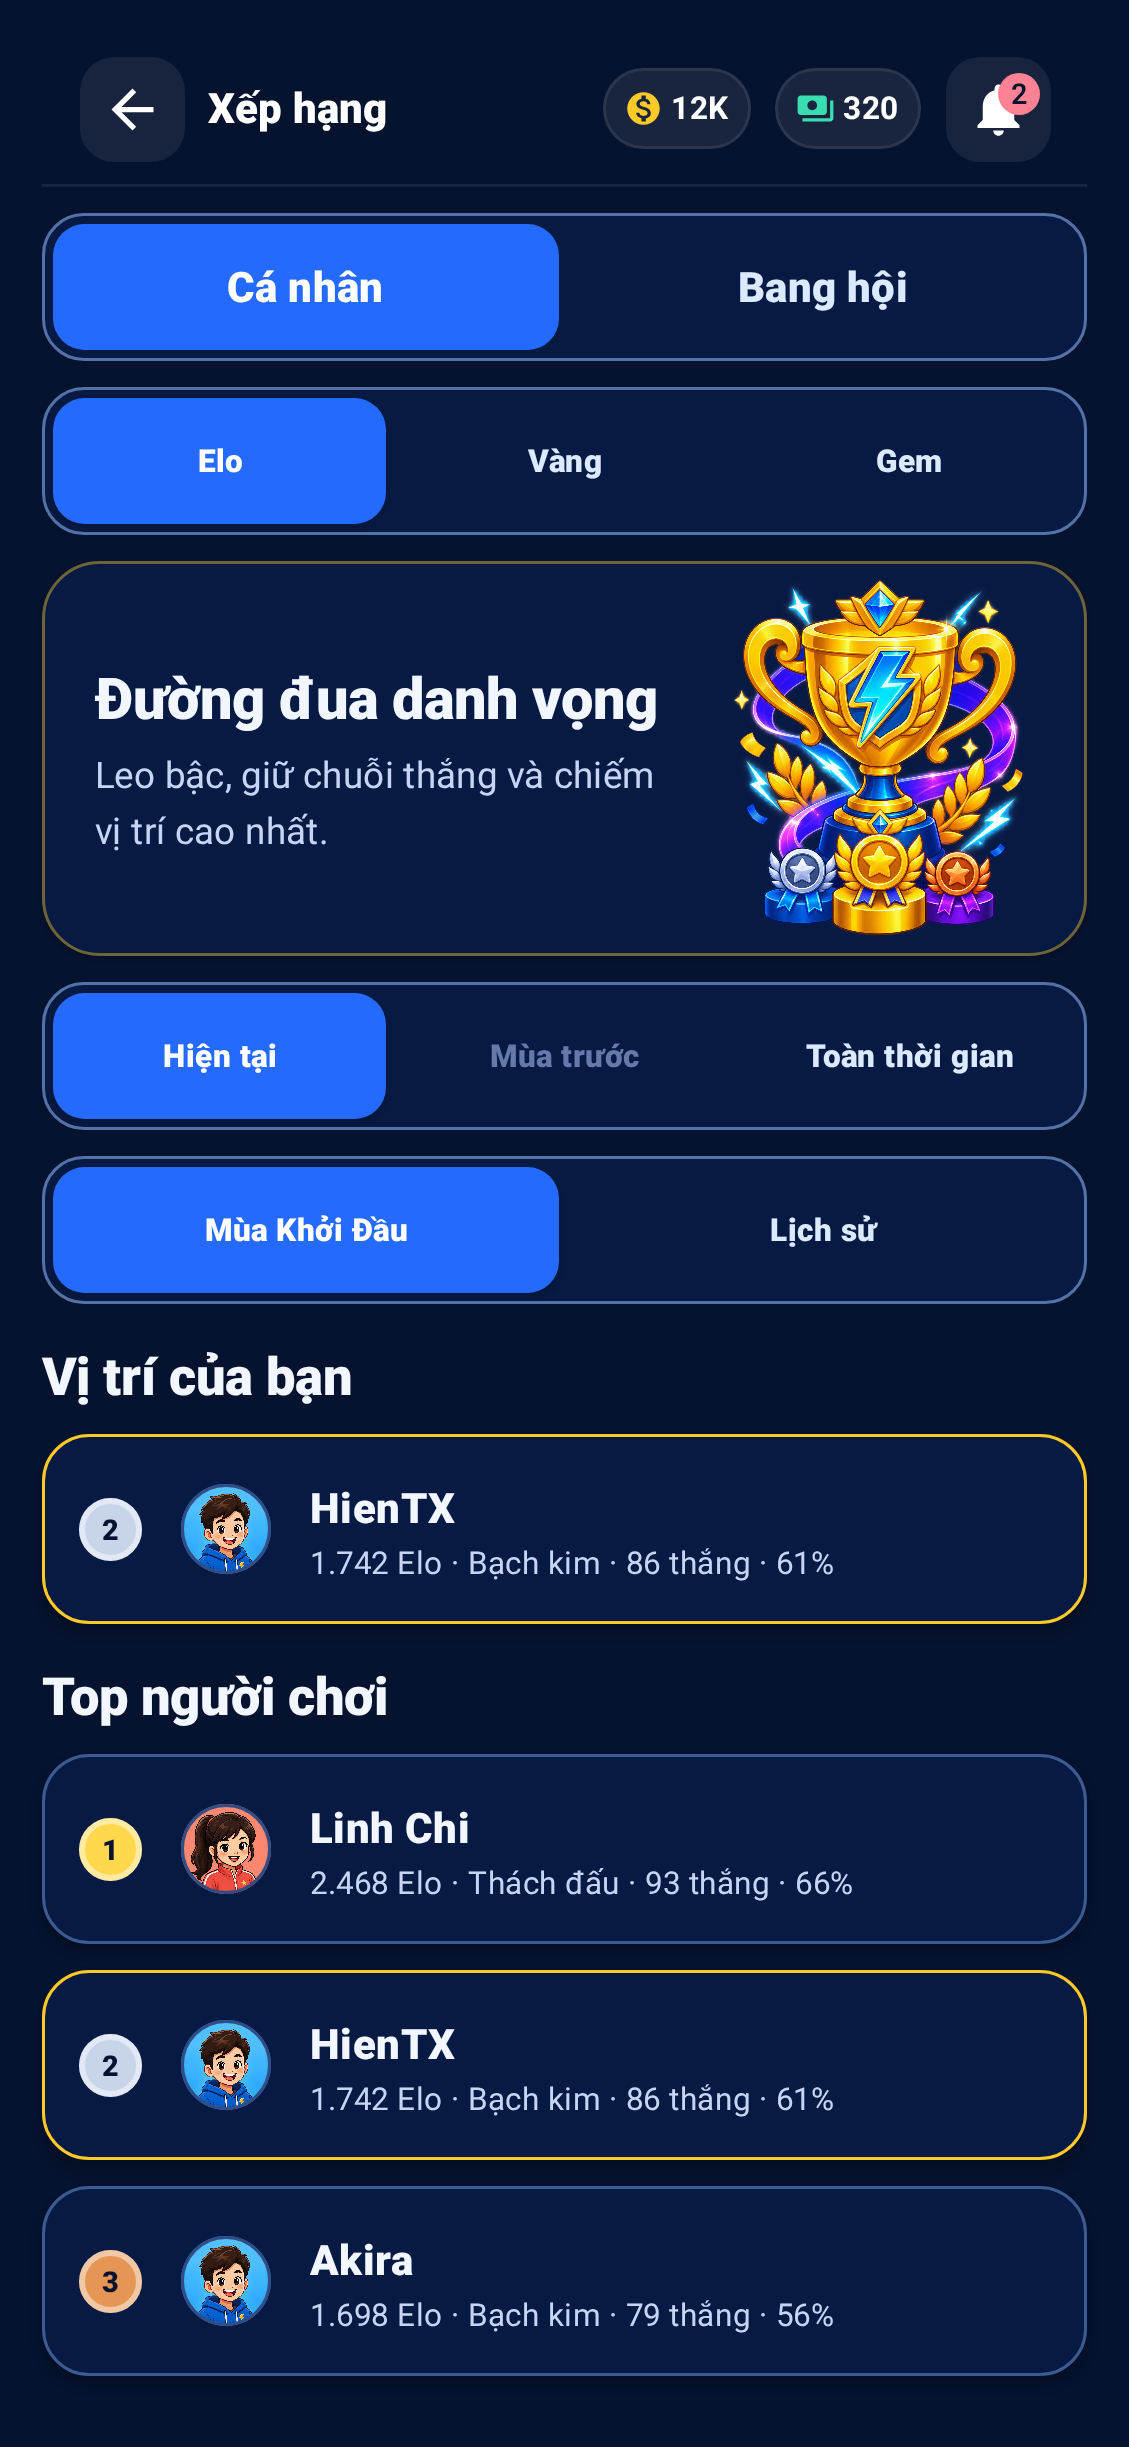 Xếp hạng
12K
320
2
Cá nhân
Bang hội
Elo
Vàng
Gem
Đường đua danh vọng
Leo bậc, giữ chuỗi thắng và chiếm
vị trí cao nhất.
Hiện tại
Mùa trước
Toàn thời gian
Mùa Khởi Đầu
Lịch sử
Vị trí của bạn
2
HienTX
1.742 Elo · Bạch kim · 86 thắng · 61%
Top người chơi
1
Linh Chi
2.468 Elo · Thách đấu · 93 thắng · 66%
2
HienTX
1.742 Elo · Bạch kim · 86 thắng · 61%
3
Akira
1.698 Elo · Bạch kim · 79 thắng · 56%